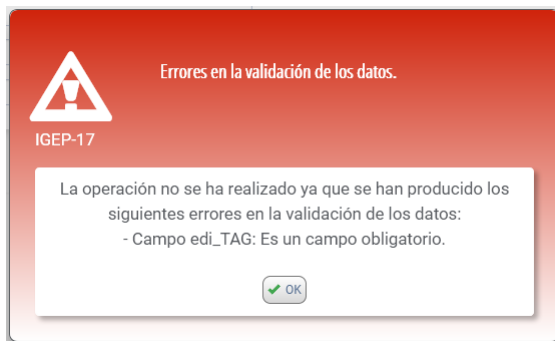 Errores en la validación de los datos.
IGEP-17
La operación no se ha realizado ya que se han producido los
siguientes errores en la validación de los datos:
- Campo edi_TAG: Es un campo obligatorio.
OK